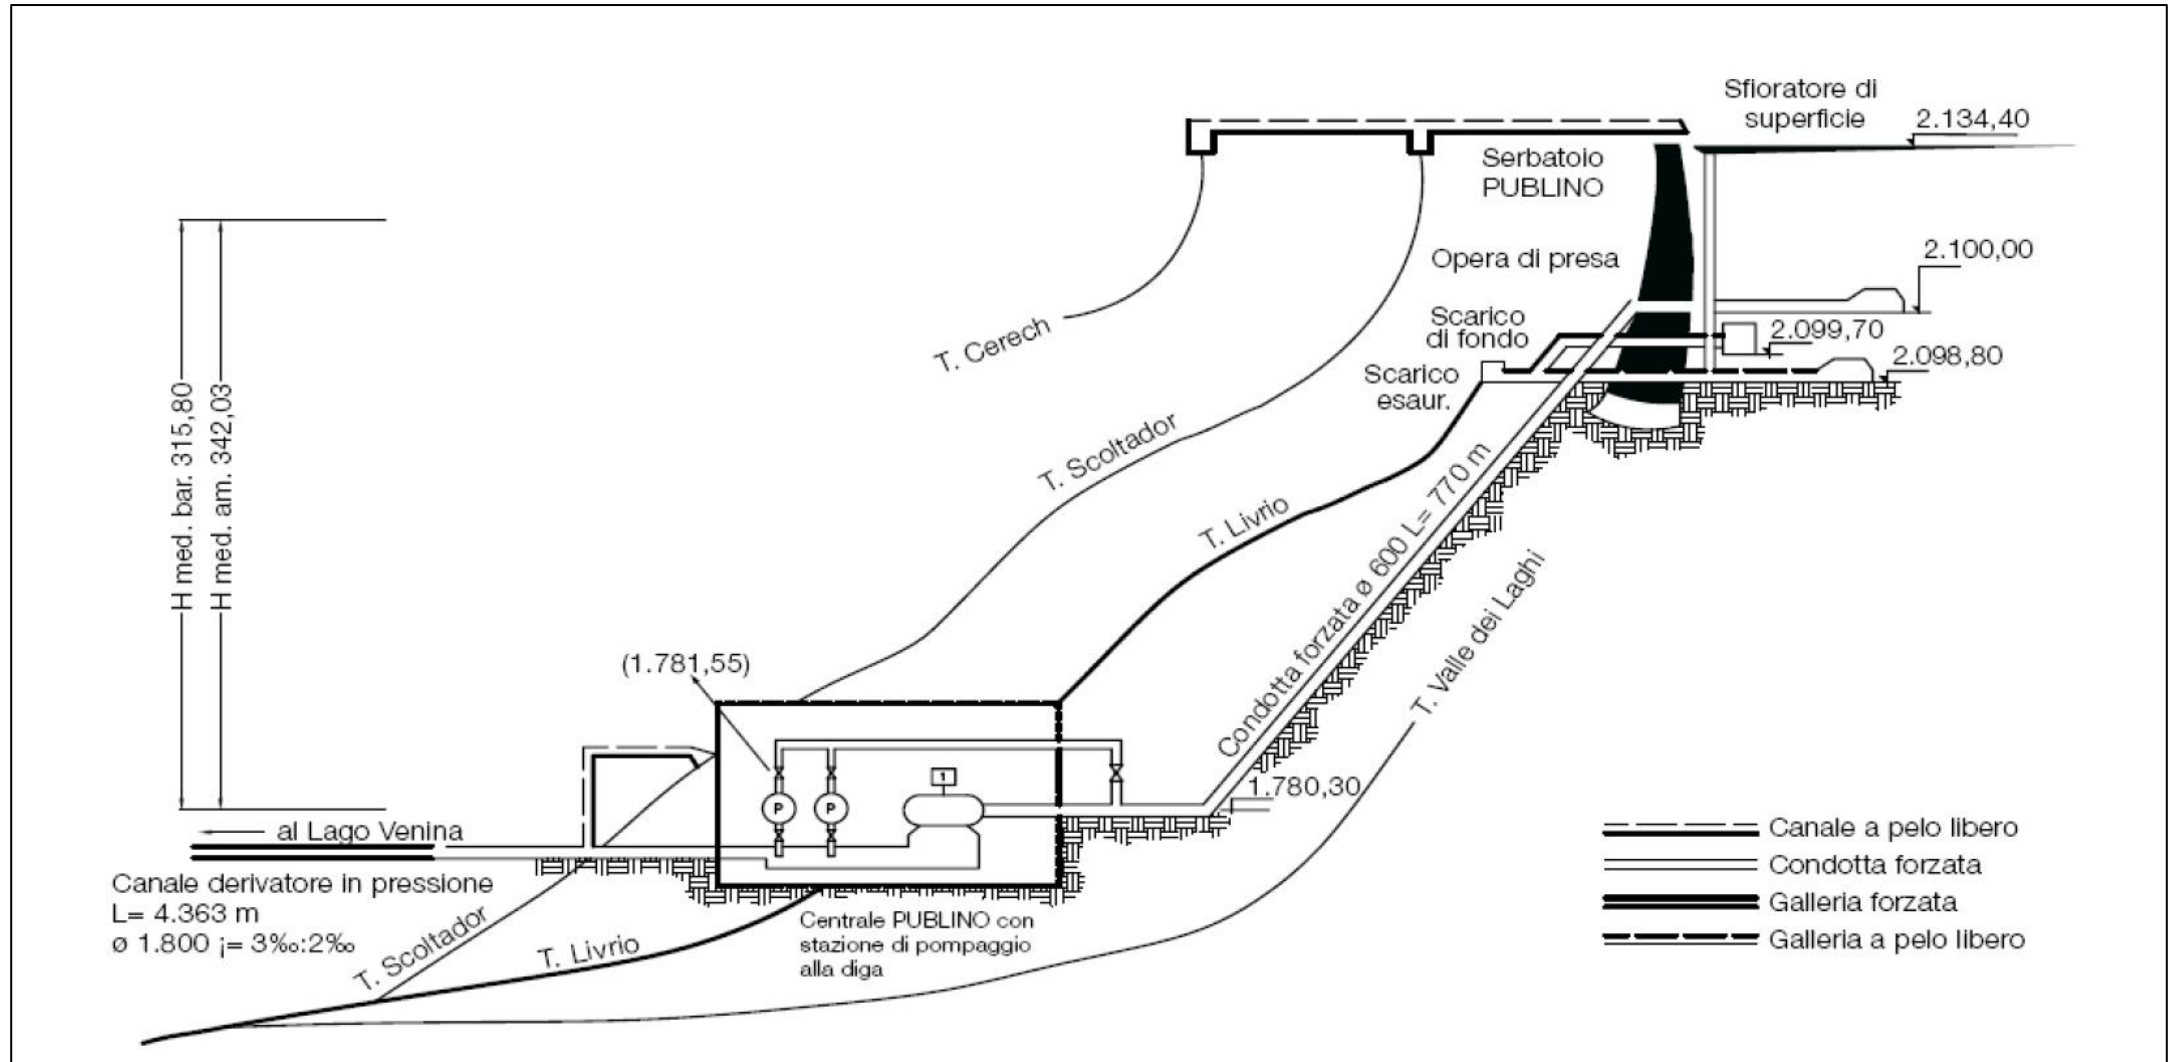 Sfioratore di
superficie
2.134,40
Serbatoio
PUBLINO
Opera di presa
2.100,00
Scarico
di fondo
2.099,70
2.098,80
Scarico
esaur.
T. Cerech
T. Scoltador
T. Livrio
H med. bar. 315,80
H med. am. 342,03
Condotta forzata ø 600 L= 770 m
T. Valle dei Laghi
(1.781,55)
1
P
P
1.780,30
al Lago Venina
Canale derivatore in pressione
L= 4.363 m
ø 1.800 ¡= 3‰:2‰
T. Scoltador
T. Livrio
Centrale PUBLINO con
stazione di pompaggio
alla diga
Canale a pelo libero
Condotta forzata
Galleria forzata
Galleria a pelo libero